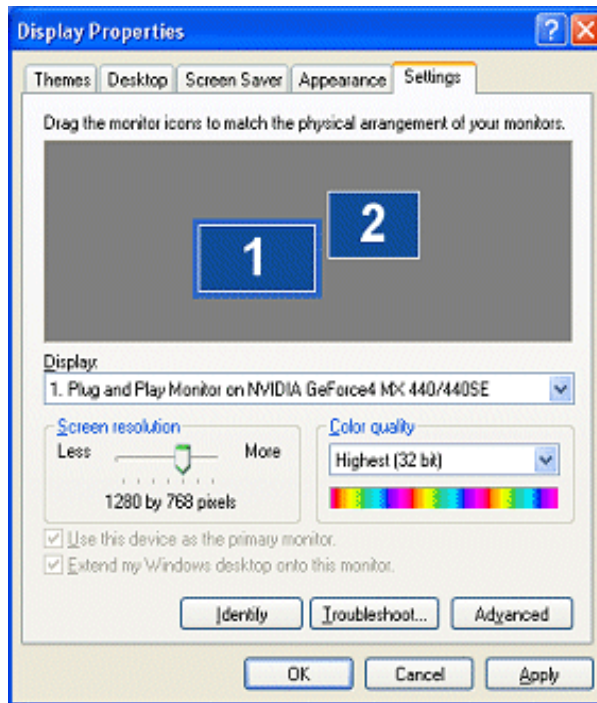 Display Properties
Themes Desktop Screen Saver Appearance Settings
Drag the monitor icons to match the physical arrangement of your monitors.
1 2
Display:
1. Plug and Play Monitor on NVIDIA GeForce4 MX 440/440SE
Screen resolution
Less More
1280 by 768 pixels
Color quality
Highest (32 bit)
Use this device as the primary monitor.
Extend my Windows desktop onto this monitor.
Identify Troubleshoot... Advanced
OK Cancel Apply